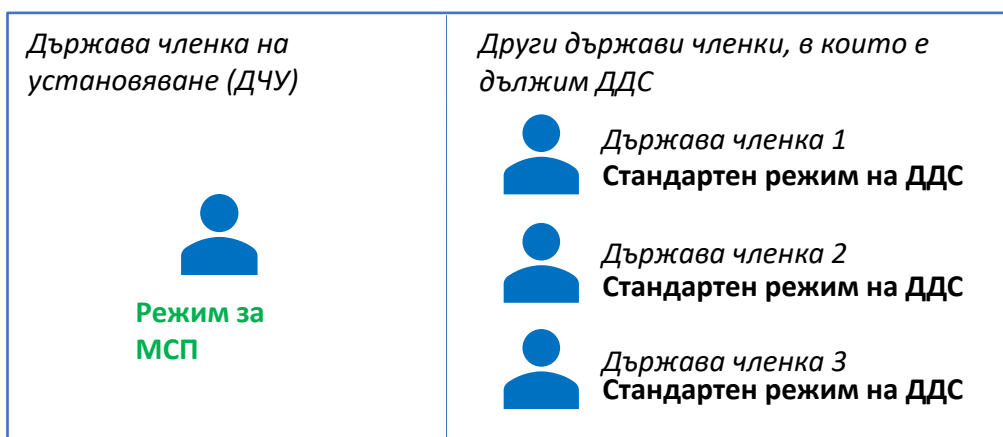 Държава членка на
установяване (ДЧУ)
Режим за
МСП
Други държави членки, в които е
дължим ДДС
Държава членка 1
Стандартен режим на ДДС
Държава членка 2
Стандартен режим на ДДС
Държава членка 3
Стандартен режим на ДДС